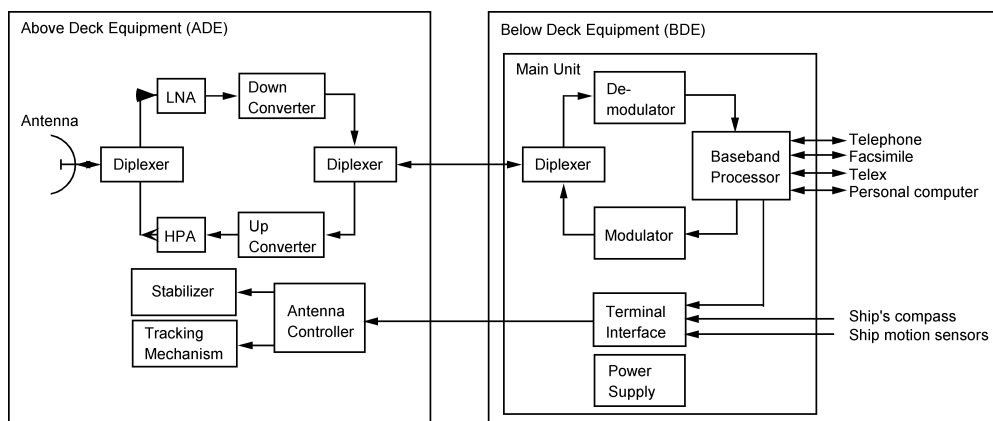 Above Deck Equipment (ADE)
Below Deck Equipment (BDE)
Main Unit
Antenna
LNA
Down
Converter
Diplexer
Diplexer
HPA
Up
Converter
Stabilizer
Tracking
Mechanism
Antenna
Controller
De-
modulator
Diplexer
Baseband
Processor
Modulator
Telephone
Facsimile
Telex
Personal computer
Terminal
Interface
Ship's compass
Ship motion sensors
Power
Supply